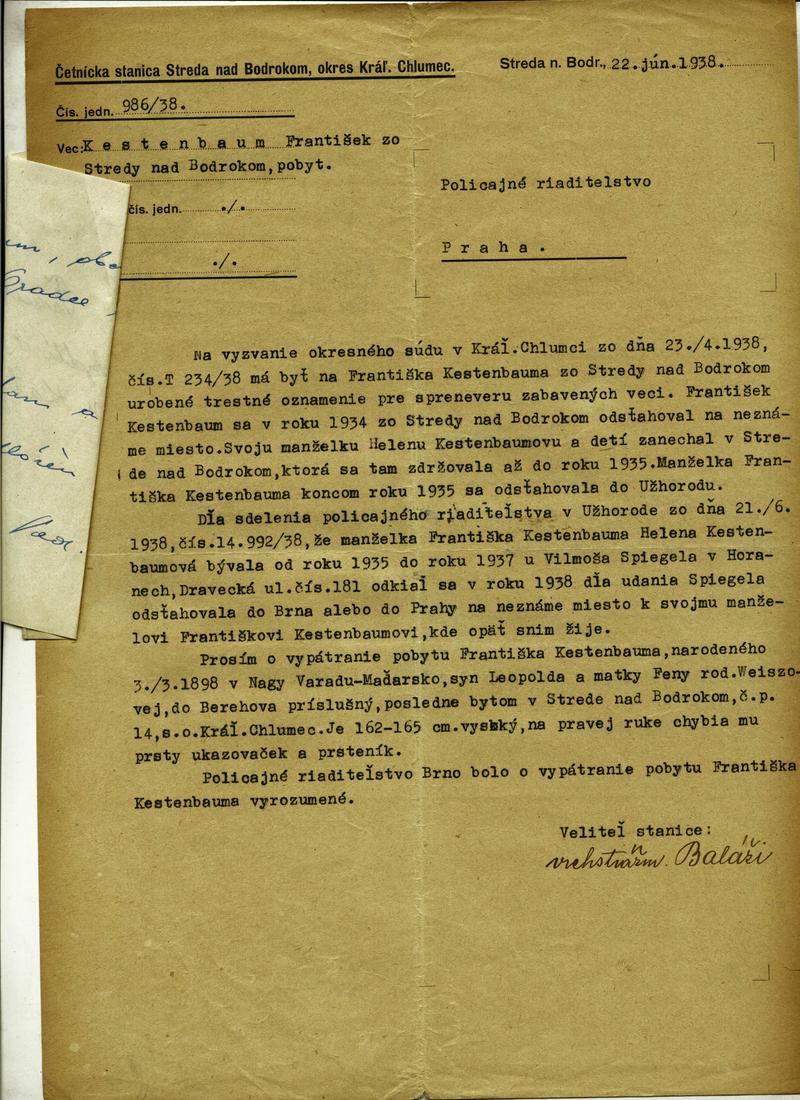 Četnícka stanica Streda nad Bodrokom, okres Kráľ. Chlumec.
Streda n. Bodr., 22.jún.1938.
Čís. jedn. 986/38.
Vec: K e s t e n b a u m František zo
Stredy nad Bodrokom,pobyt.
čís. jedn. ./.
./.
Policajné riaditelstvo
P r a h a .
Gradec
a
Na vyzvanie okresného súdu v Kráľ.Chlumci zo dňa 23./4.1938,
čís.T 234/38 má byť na Františka Kestenbauma zo Stredy nad Bodrokom
urobené trestné oznamenie pre spreneveru zabavených veci. František
Kestenbaum sa v roku 1934 zo Stredy nad Bodrokom odsťahoval na nezná-
me miesto.Svoju manželku Helenu Kestenbaumovu a detí zanechal v Stre-
de nad Bodrokom,ktorá sa tam zdržovala až do roku 1935.Manželka Fran-
tiška Kestenbauma koncom roku 1935 sa odsťahovala do Užhorodu.
Dľa sdelenia policajného riaditeľstva v Užhorode zo dňa 21./6.
1938,čís.14.992/38,že manželka Františka Kestenbauma Helena Kesten-
baumová bývala od roku 1935 do roku 1937 u Vilmoša Spiegela v Hora-
nech,Dravecká ul.čís.181 odkiaľ sa v roku 1938 dľa udania Spiegela
odsťahovala do Brna alebo do Prahy na neznáme miesto k svojmu manže-
lovi Františkovi Kestenbaumovi,kde opäť snim žije.
Prosím o vypátranie pobytu Františka Kestenbauma,narodeného
3./3.1898 v Nagy Varadu-Maďarsko,syn Leopolda a matky Feny rod.Weiszo-
vej,do Berehova príslušný,posledne bytom v Strede nad Bodrokom,č.p.
14,s.o.Kráľ.Chlumec.Je 162-165 cm.vysbký,na pravej ruke chybia mu
prsty ukazovaček a prsteník.
Policajné riaditeľstvo Brno bolo o vypátranie pobytu Františka
Kestenbauma vyrozumené.
Veliteľ stanice:
vrchstrážm. Baláži